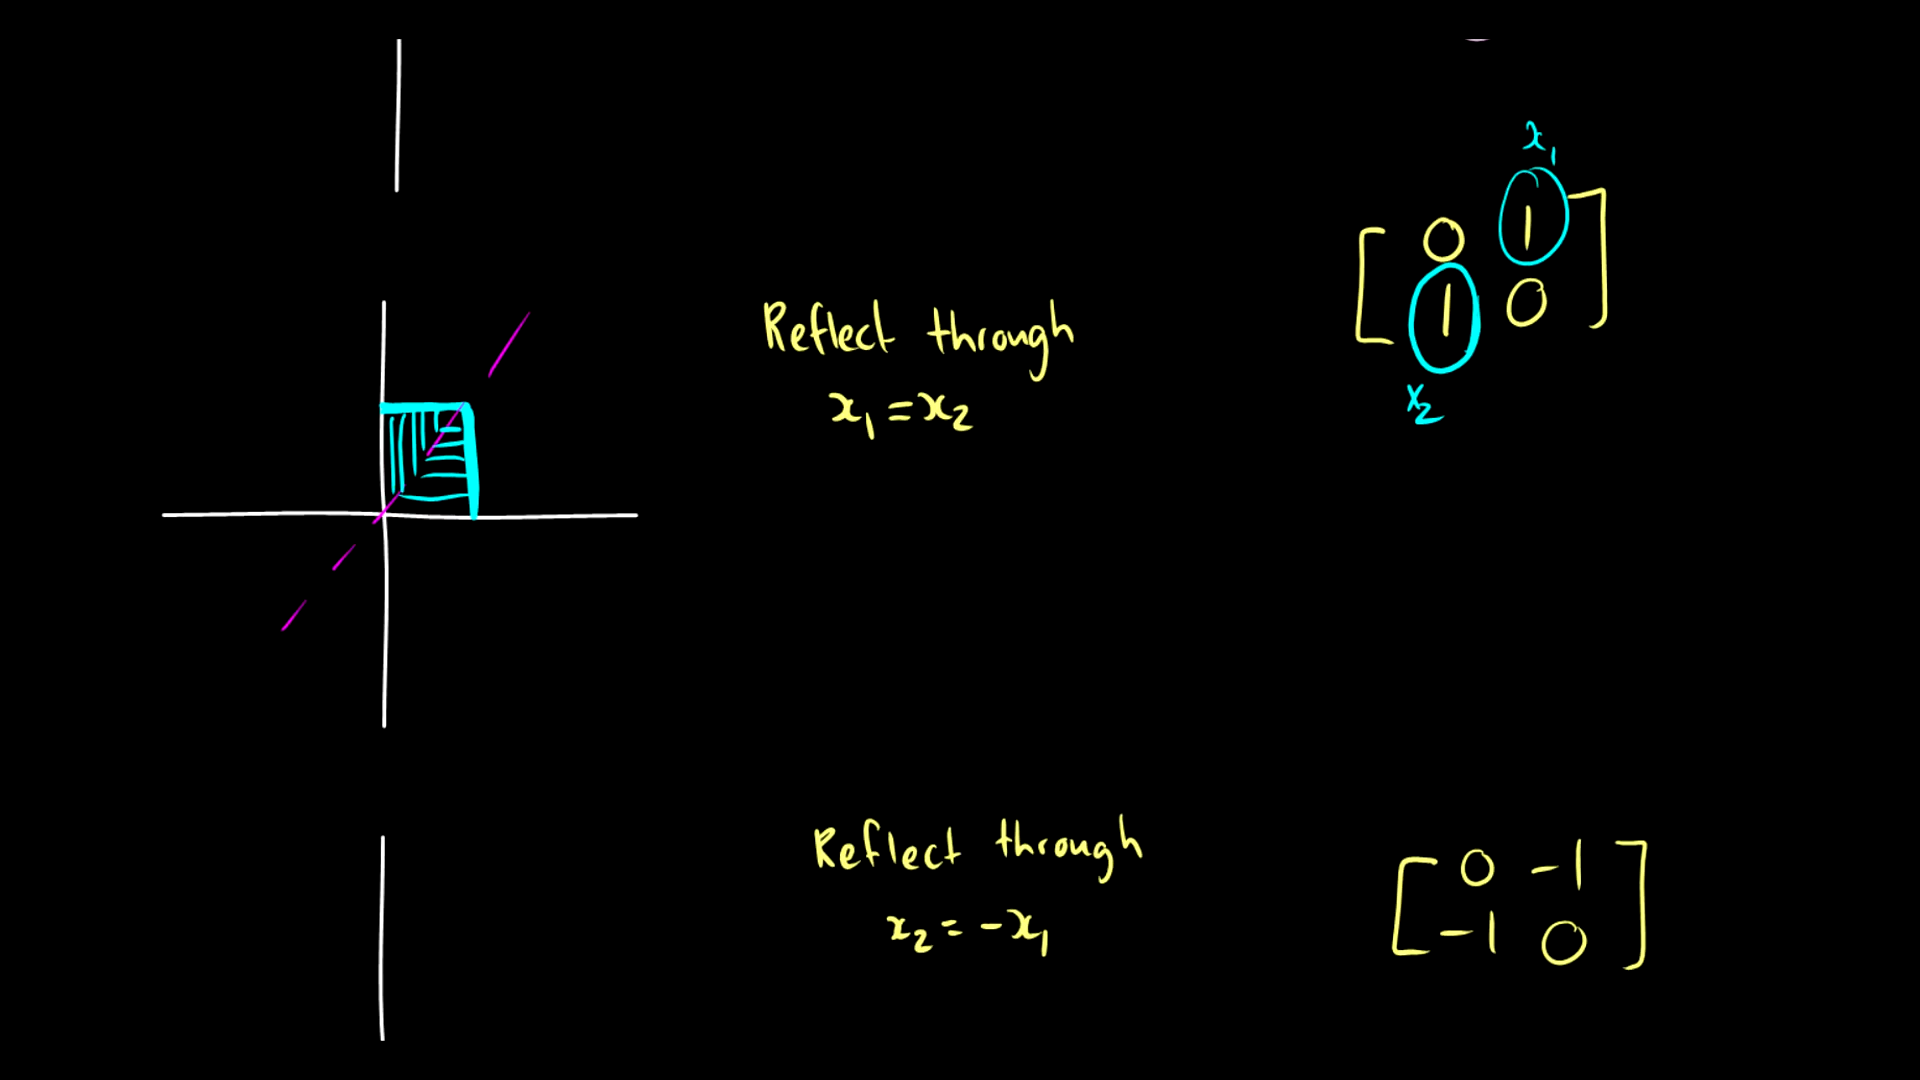 x₁
0 1
1 0
x₂
Reflect through
x₁ = x₂
Reflect through
x₂ = -x₁
[0 -1
-1 0]